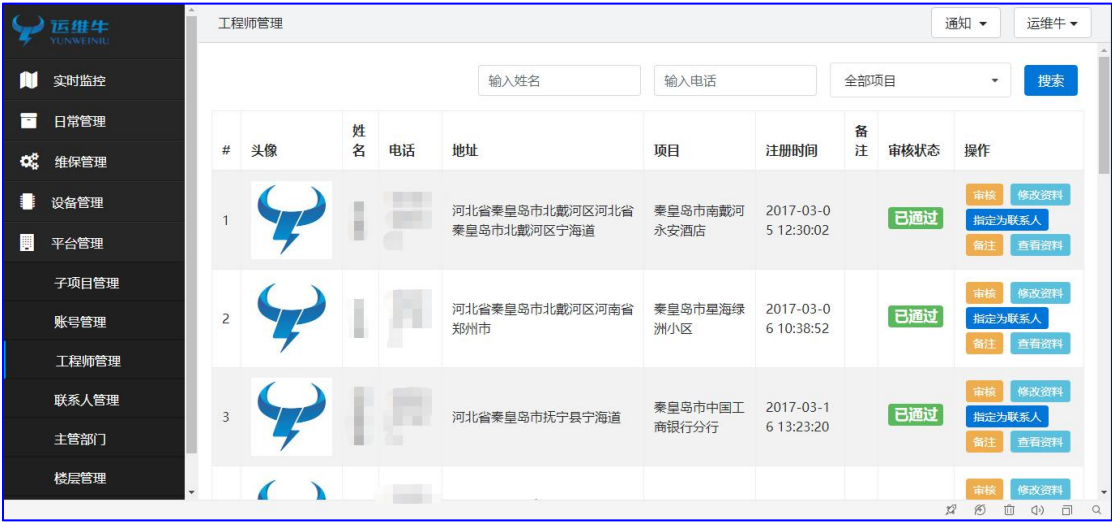 运维牛
YUNWEINIU
工程师管理
通知
运维牛
实时监控
日常管理
维保管理
设备管理
平台管理
子项目管理
账号管理
工程师管理
联系人管理
主管部门
楼层管理
输入姓名
输入电话
全部项目
搜索
#
头像
姓
名
电话
地址
项目
注册时间
备
注
审核状态
操作
1
河北省秦皇岛市北戴河区河北省
秦皇岛市北戴河区宁海道
秦皇岛市南戴河
永安酒店
2017-03-0
5 12:30:02
已通过
审核 修改资料
指定为联系人
备注 查看资料
2
河北省秦皇岛市北戴河区河南省
郑州市
秦皇岛市星海绿
洲小区
2017-03-0
6 10:38:52
已通过
审核 修改资料
指定为联系人
备注 查看资料
3
河北省秦皇岛市抚宁县宁海道
秦皇岛市中国工
商银行分行
2017-03-1
6 13:23:20
已通过
审核 修改资料
指定为联系人
备注 查看资料
审核 修改资料